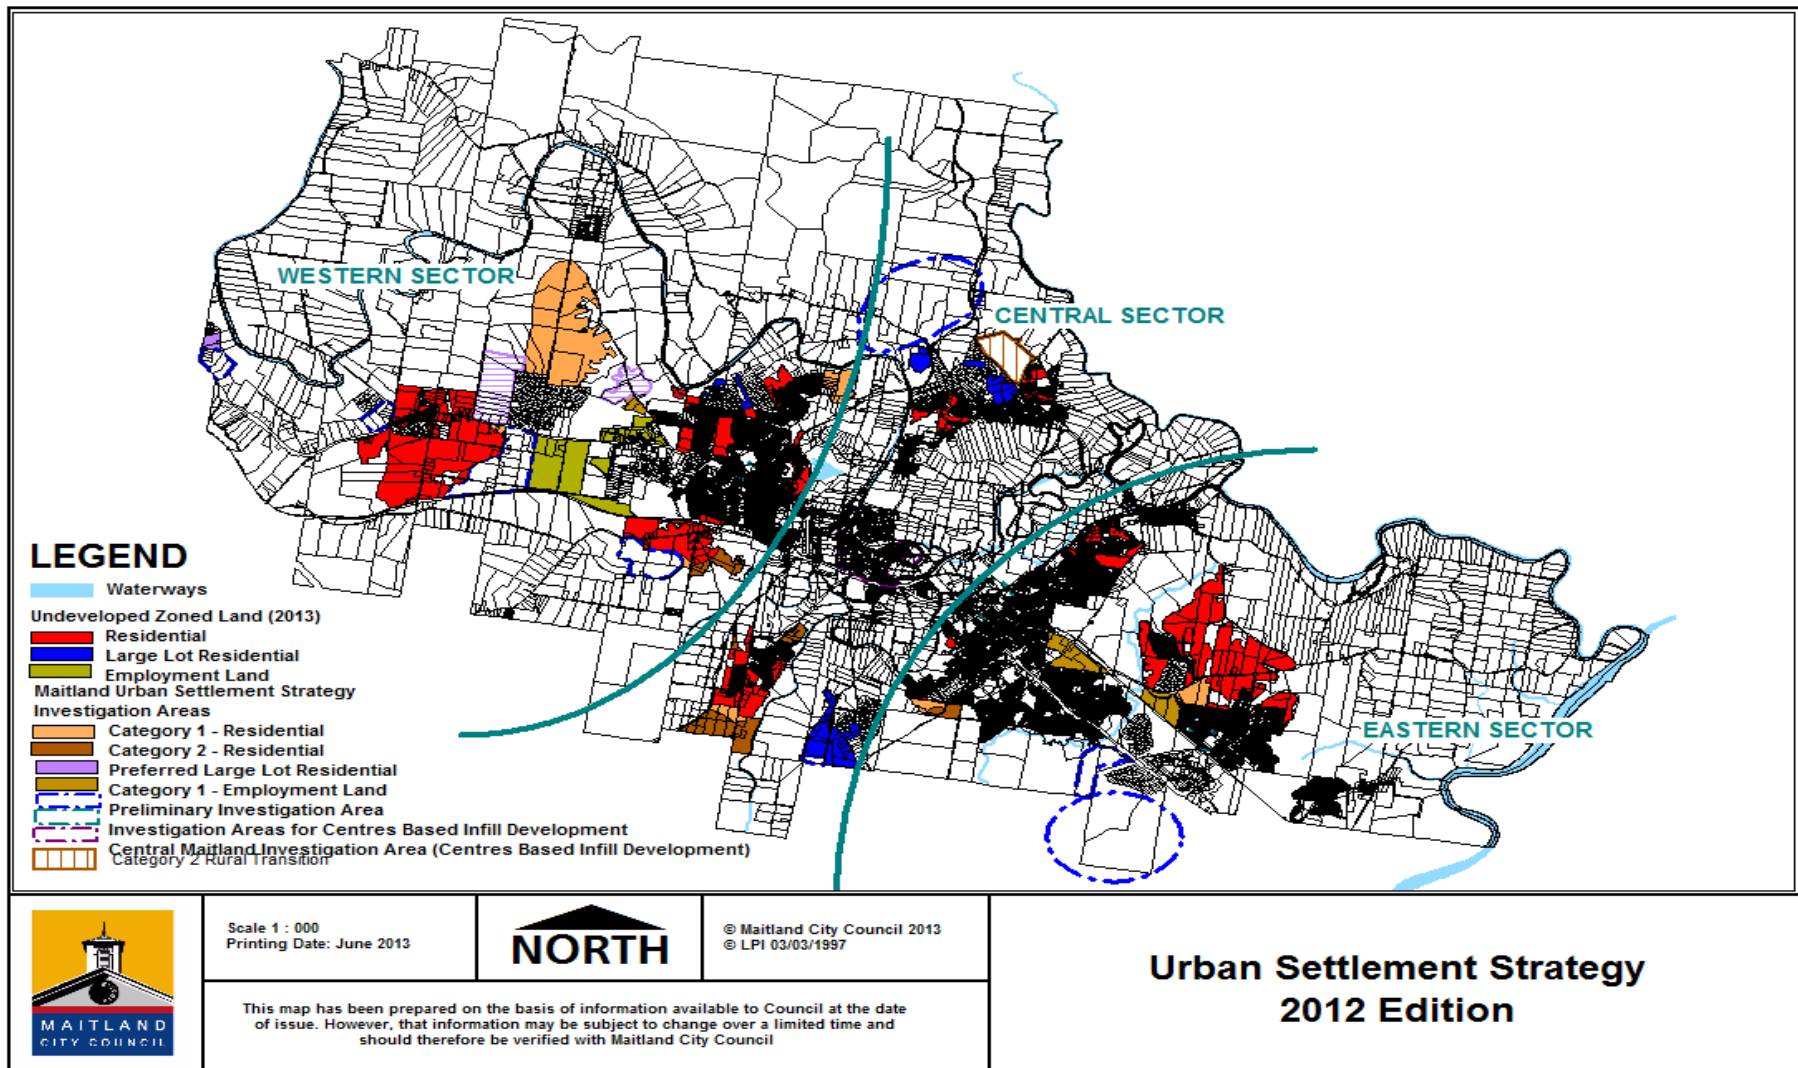 WESTERN SECTOR
CENTRAL SECTOR
EASTERN SECTOR
LEGEND
Waterways
Undeveloped Zoned Land (2013)
Residential
Large Lot Residential
Employment Land
Maitland Urban Settlement Strategy
Investigation Areas
Category 1 - Residential
Category 2 - Residential
Preferred Large Lot Residential
Category 1 - Employment Land
Preliminary Investigation Area
Investigation Areas for Centres Based Infill Development
Central Maitland Investigation Area (Centres Based Infill Development)
Category 2 Rural Transition
MAITLAND
CITY COUNCIL
Scale 1 : 000
Printing Date: June 2013
NORTH
© Maitland City Council 2013
© LPI 03/03/1997
This map has been prepared on the basis of information available to Council at the date
of issue. However, that information may be subject to change over a limited time and
should therefore be verified with Maitland City Council
Urban Settlement Strategy
2012 Edition